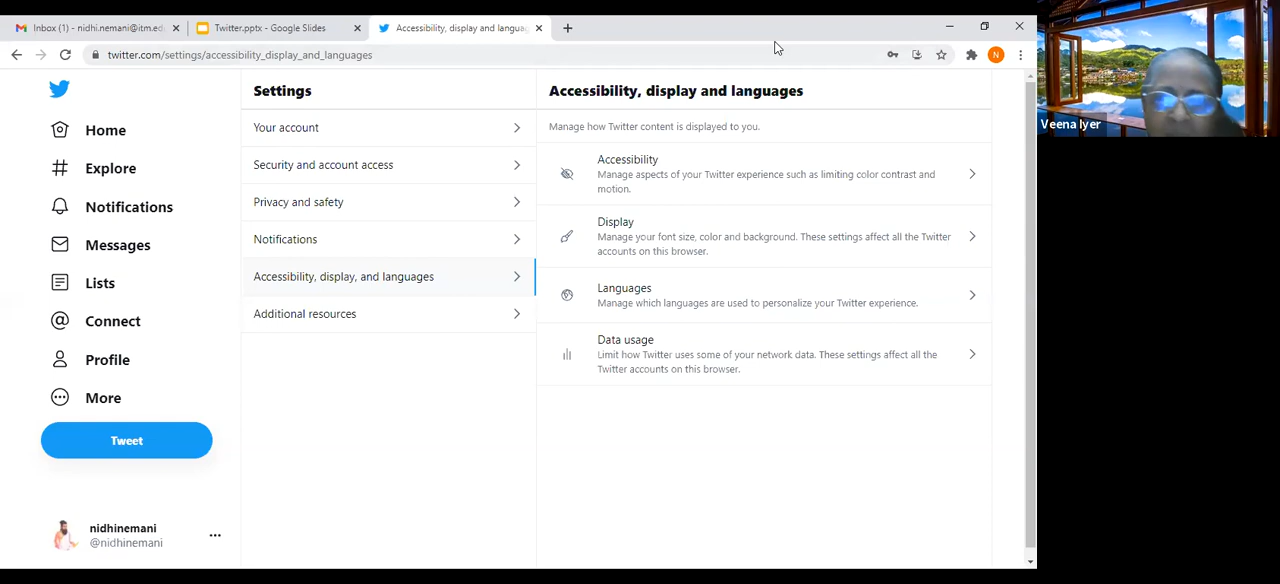 Inbox (1) - nidhi.nemani@itm.ed
Twitter.pptx - Google Slides
Accessibility, display and langua
twitter.com/settings/accessibility_display_and_languages
N
Veena Iyer
Home
Explore
Notifications
Messages
Lists
Connect
Profile
More
Tweet
nidhinemani
@nidhinemani
Settings
Your account
Security and account access
Privacy and safety
Notifications
Accessibility, display, and languages
Additional resources
Accessibility, display and languages
Manage how Twitter content is displayed to you.
Accessibility
Manage aspects of your Twitter experience such as limiting color contrast and
motion.
Display
Manage your font size, color and background. These settings affect all the Twitter
accounts on this browser.
Languages
Manage which languages are used to personalize your Twitter experience.
Data usage
Limit how Twitter uses some of your network data. These settings affect all the
Twitter accounts on this browser.